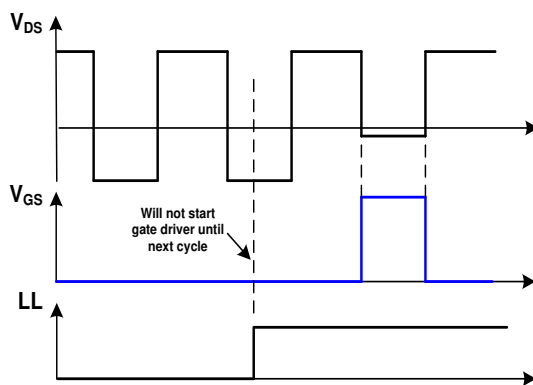 VDS
VGS
Will not start
gate driver until
next cycle
LL